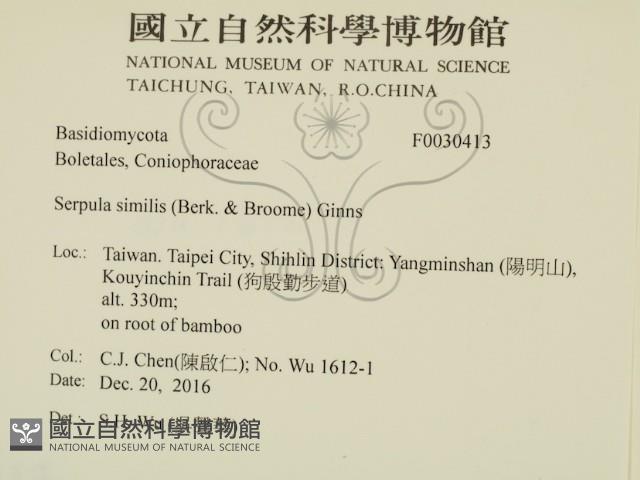 國立自然科學博物館
NATIONAL MUSEUM OF NATURAL SCIENCE
TAICHUNG, TAIWAN, R.O.CHINA
Basidiomycota F0030413
Boletales, Coniophoraceae
Serpula similis (Berk. & Broome) Ginns
Loc.: Taiwan. Taipei City, Shihlin District: Yangminshan (陽明山),
Kouyinchin Trail (狗殷勤步道)
alt. 330m;
on root of bamboo
Col.: C.J. Chen(陳啟仁); No. Wu 1612-1
Date: Dec. 20, 2016
Det.: S.H. Wu
國立自然科學博物館
NATIONAL MUSEUM OF NATURAL SCIENCE